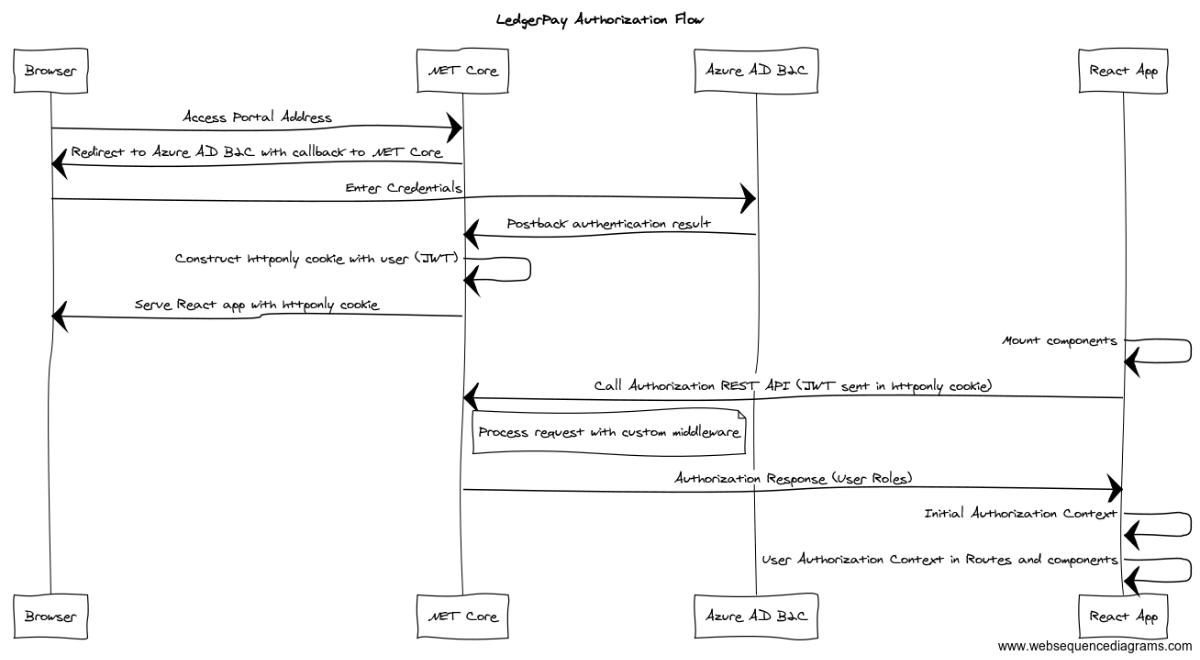 LedgerPay Authorization Flow
Browser
.NET Core
Azure AD B2C
React App
Access Portal Address
Redirect to Azure AD B2C with callback to .NET Core
Enter Credentials
Postback authentication result
Construct httponly cookie with user (JWT)
Serve React app with httponly cookie
Mount components
Call Authorization REST API (JWT sent in httponly cookie)
Process request with custom middleware
Authorization Response (User Roles)
Initial Authorization Context
User Authorization Context in Routes and components
Browser
.NET Core
Azure AD B2C
React App
www.websequencediagrams.com